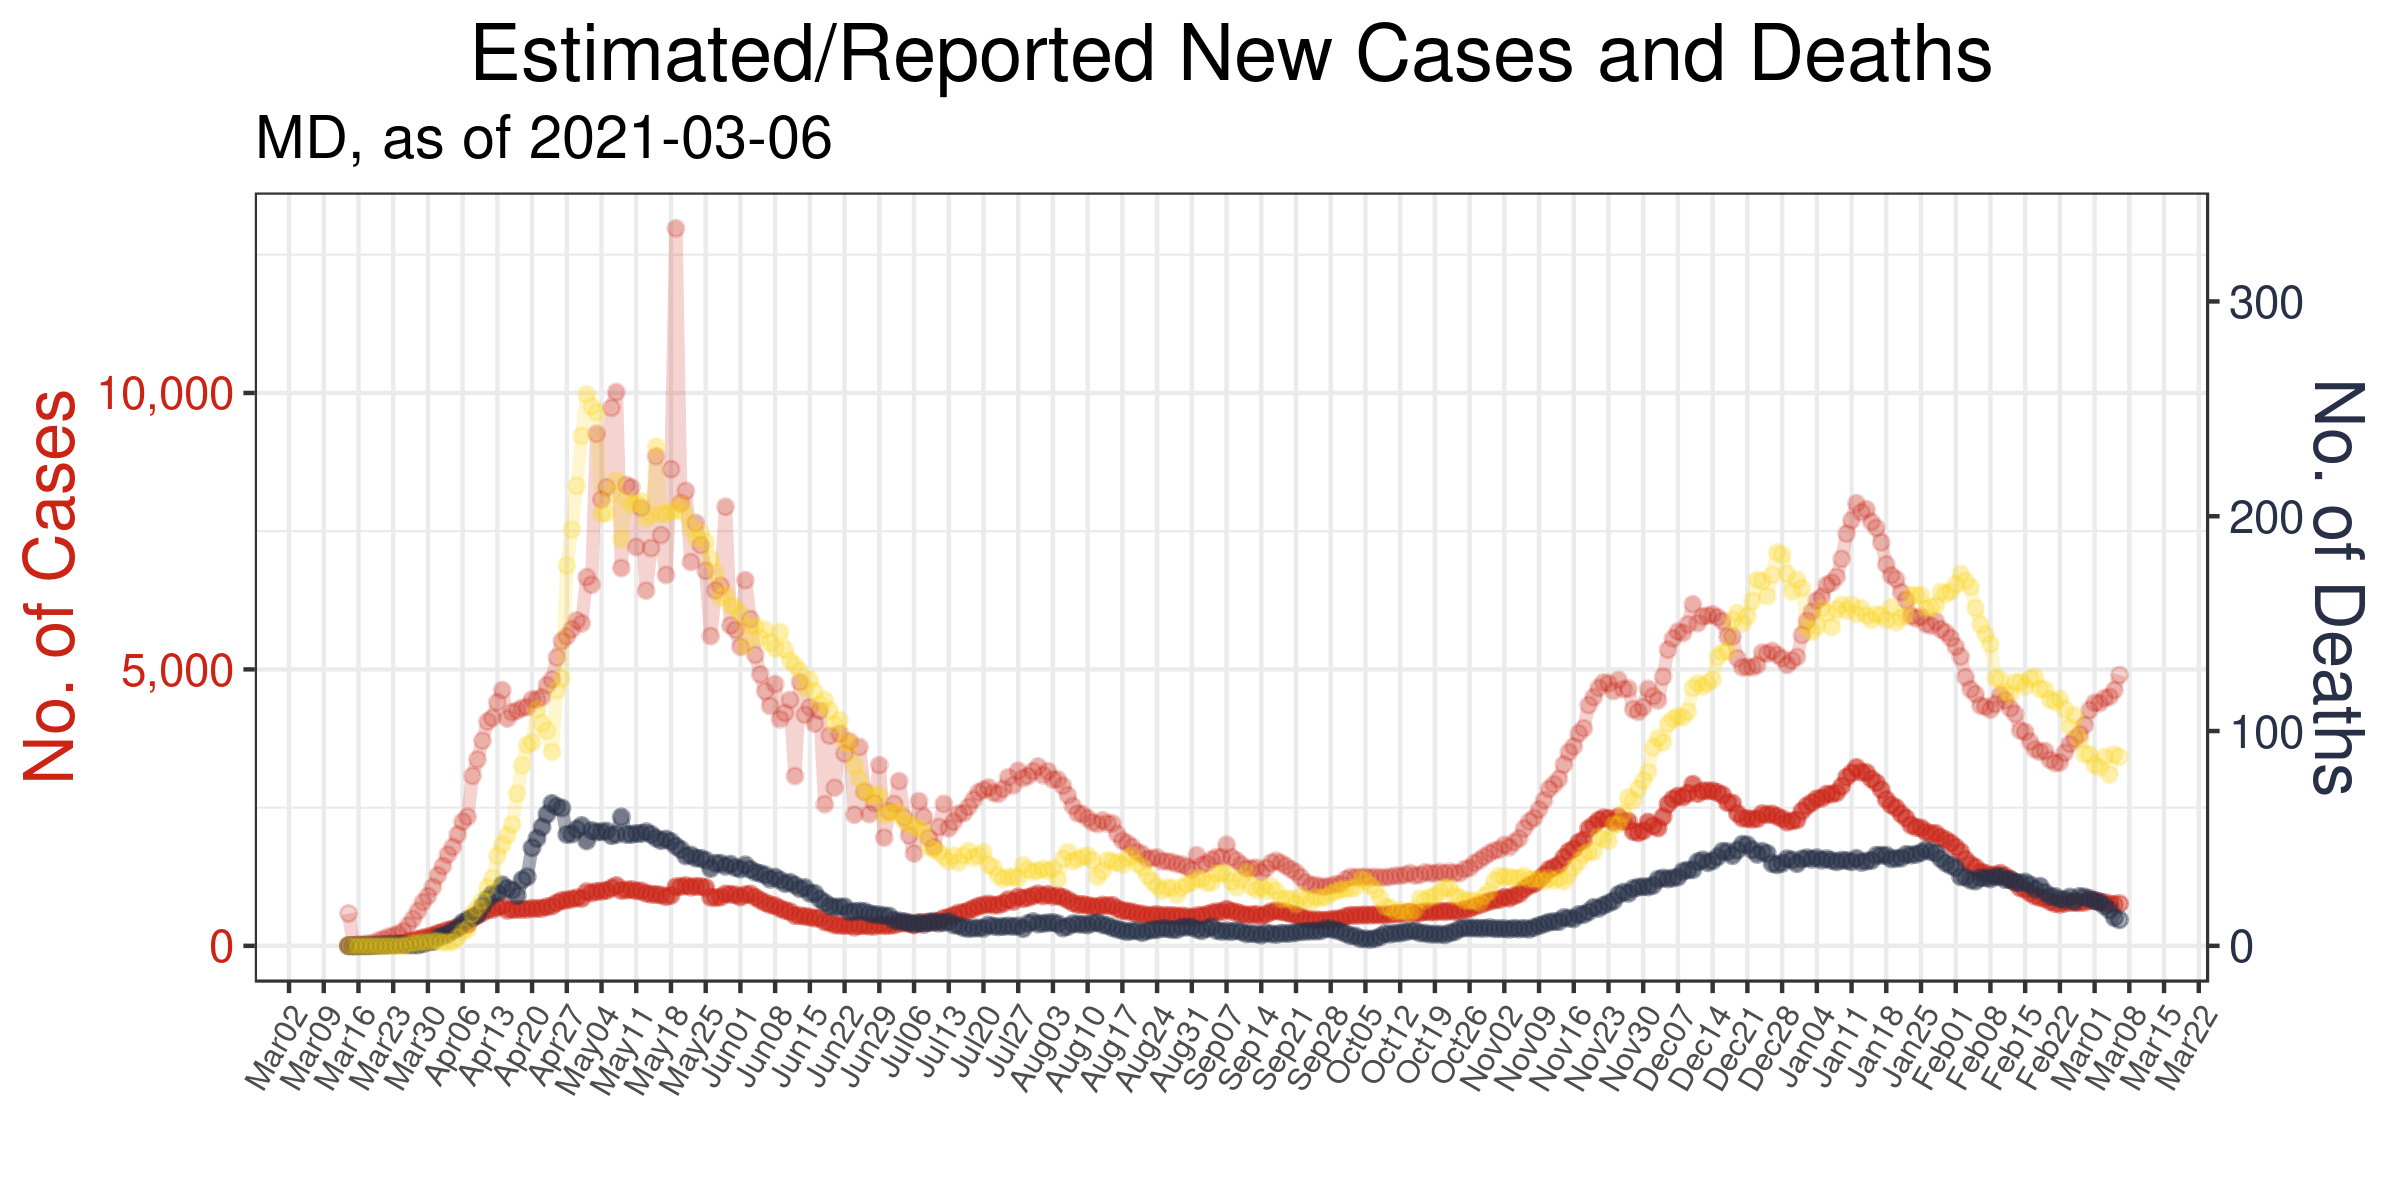 Estimated/Reported New Cases and Deaths
MD, as of 2021-03-06
No. of Cases
10,000
5,000
0
300
200
100
0
No. of Deaths
Mar02
Mar09
Mar16
Mar23
Mar30
Apr06
Apr13
Apr20
Apr27
May04
May11
May18
May25
Jun01
Jun08
Jun15
Jun22
Jun29
Jul06
Jul13
Jul20
Jul27
Aug03
Aug10
Aug17
Aug24
Aug31
Sep07
Sep14
Sep21
Sep28
Oct05
Oct12
Oct19
Oct26
Nov02
Nov09
Nov16
Nov23
Nov30
Dec07
Dec14
Dec21
Dec28
Jan04
Jan11
Jan18
Jan25
Feb01
Feb08
Feb15
Feb22
Mar01
Mar08
Mar15
Mar22